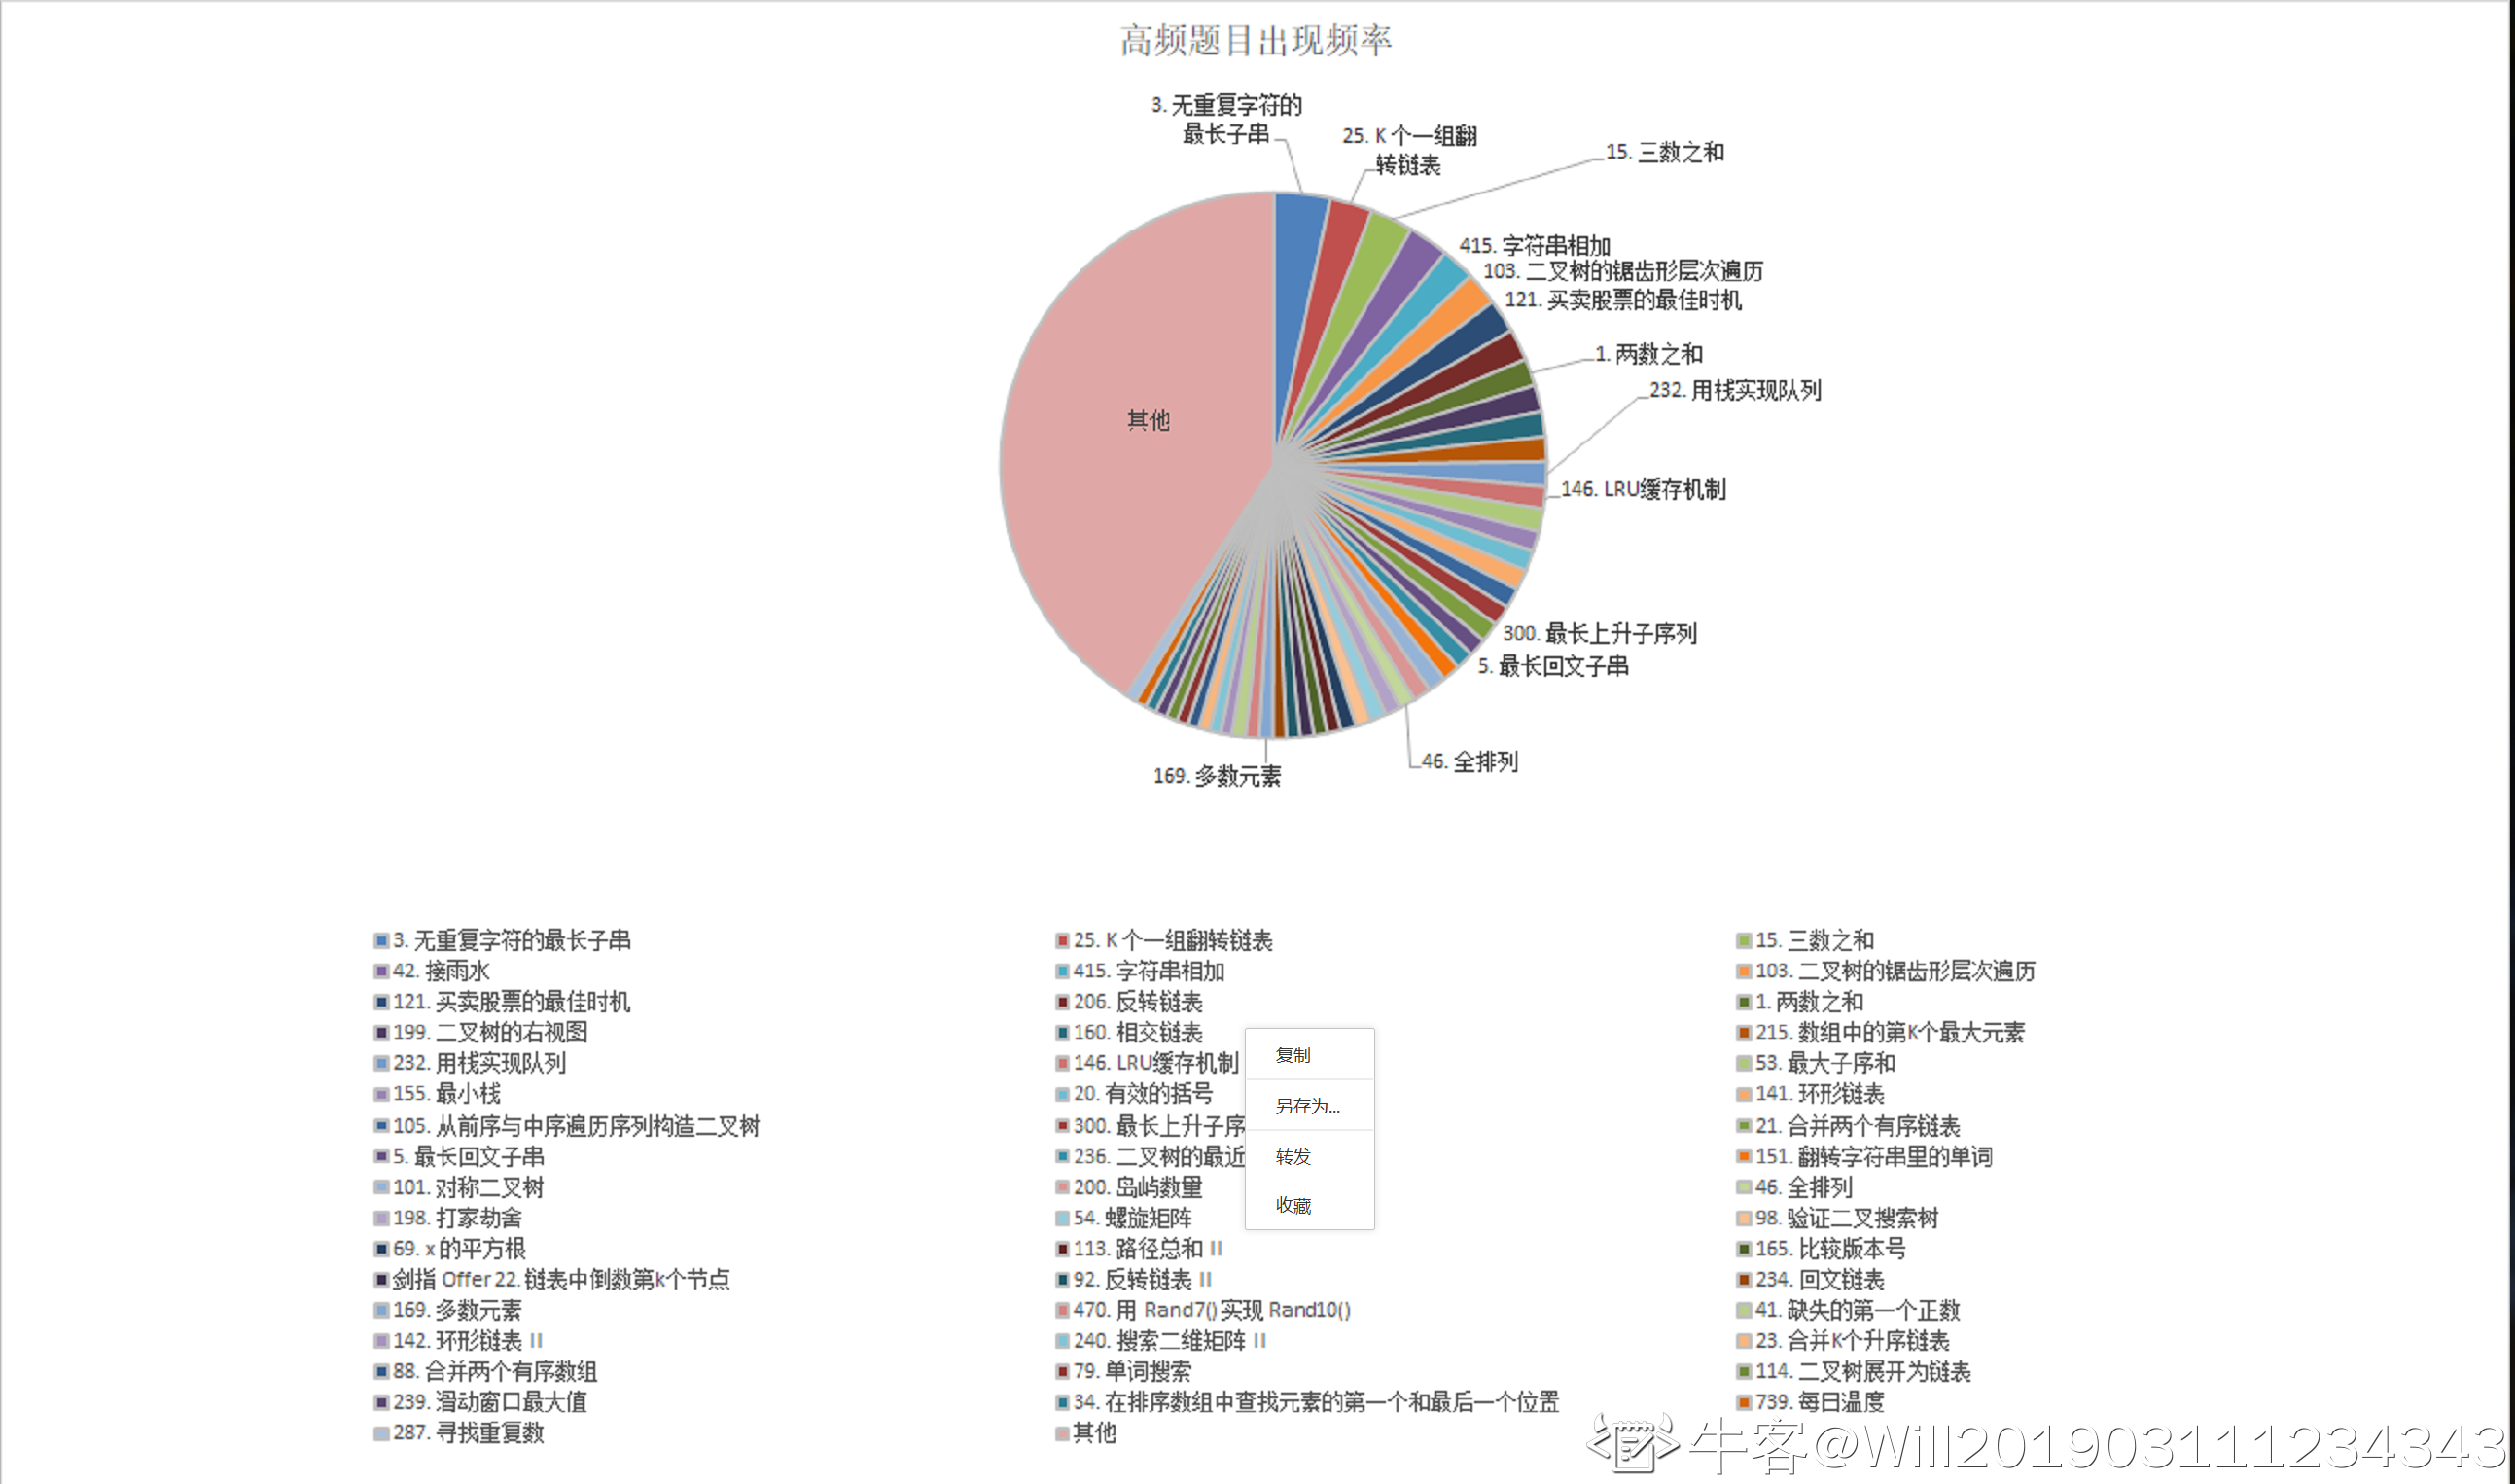 高频题目出现频率
3. 无重复字符的
最长子串
25. K 个一组翻
转链表
15. 三数之和
415. 字符串相加
103. 二叉树的锯齿形层次遍历
121. 买卖股票的最佳时机
1. 两数之和
232. 用栈实现队列
其他
146. LRU缓存机制
300. 最长上升子序列
5. 最长回文子串
46. 全排列
169. 多数元素
3. 无重复字符的最长子串
25. K 个一组翻转链表
15. 三数之和
42. 接雨水
415. 字符串相加
103. 二叉树的锯齿形层次遍历
121. 买卖股票的最佳时机
206. 反转链表
1. 两数之和
199. 二叉树的右视图
160. 相交链表
215. 数组中的第K个最大元素
232. 用栈实现队列
146. LRU缓存机制
53. 最大子序和
155. 最小栈
20. 有效的括号
141. 环形链表
105. 从前序与中序遍历序列构造二叉树
300. 最长上升子序
21. 合并两个有序链表
5. 最长回文子串
236. 二叉树的最近
151. 翻转字符串里的单词
101. 对称二叉树
200. 岛屿数量
46. 全排列
198. 打家劫舍
54. 螺旋矩阵
98. 验证二叉搜索树
69. x 的平方根
113. 路径总和 II
165. 比较版本号
剑指 Offer 22. 链表中倒数第k个节点
92. 反转链表 II
234. 回文链表
169. 多数元素
470. 用 Rand7() 实现 Rand10()
41. 缺失的第一个正数
142. 环形链表 II
240. 搜索二维矩阵 II
23. 合并K个升序链表
88. 合并两个有序数组
79. 单词搜索
114. 二叉树展开为链表
239. 滑动窗口最大值
34. 在排序数组中查找元素的第一个和最后一个位置
739. 每日温度
287. 寻找重复数
其他
复制
另存为...
转发
收藏
牛客@Will201903111234343